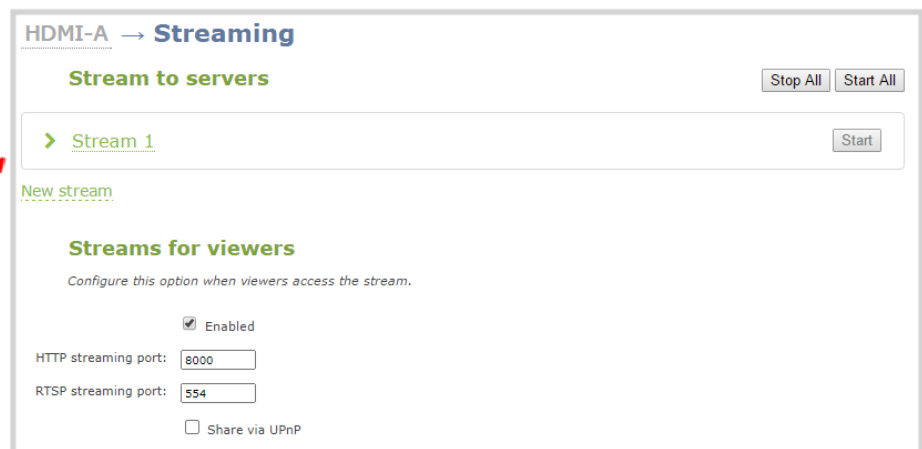 HDMI-A → Streaming
Stream to servers
Stop All Start All
Stream 1
Start
New stream
Streams for viewers
Configure this option when viewers access the stream.
Enabled
HTTP streaming port: 8000
RTSP streaming port: 554
Share via UPnP